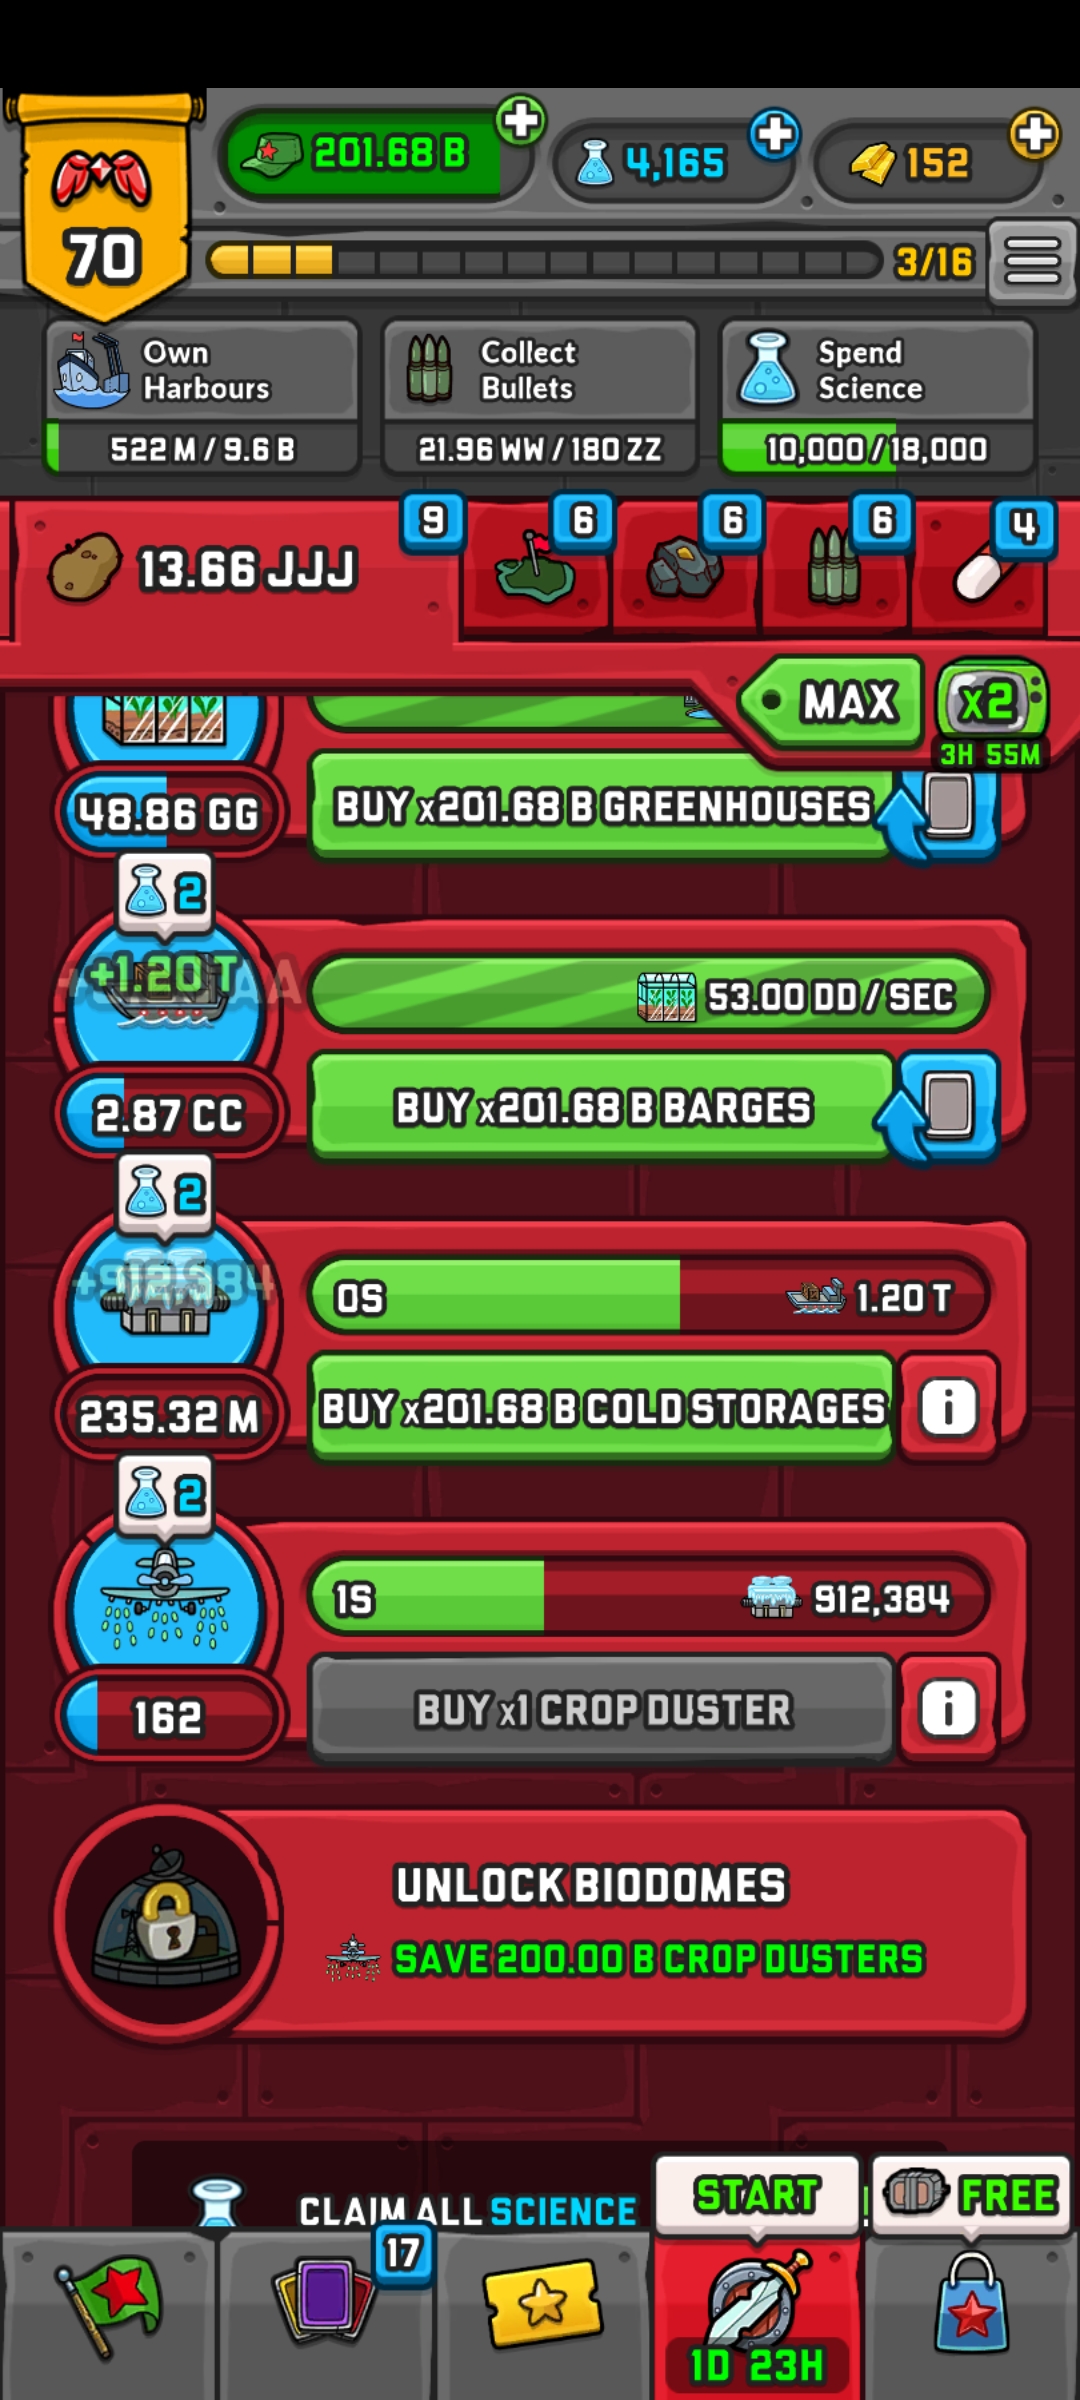 201.68 B
4,165
152
70
3/16
Own
Harbours
Collect
Bullets
Spend
Science
522 M / 9.6 B
21.96 WW / 180 ZZ
10,000 / 18,000
13.66 JJJ
9
6
6
6
4
MAX
x2
3H 55M
48.86 GG
BUY x201.68 B GREENHOUSES
2
+1.20 T
53.00 DD / SEC
2.87 CC
BUY x201.68 B BARGES
2
+912,984
0S
1.20 T
235.32 M
BUY x201.68 B COLD STORAGES
i
2
1S
912,384
162
BUY x1 CROP DUSTER
i
UNLOCK BIODOMES
SAVE 200.00 B CROP DUSTERS
CLAIM ALL SCIENCE
START
FREE
17
1D 23H